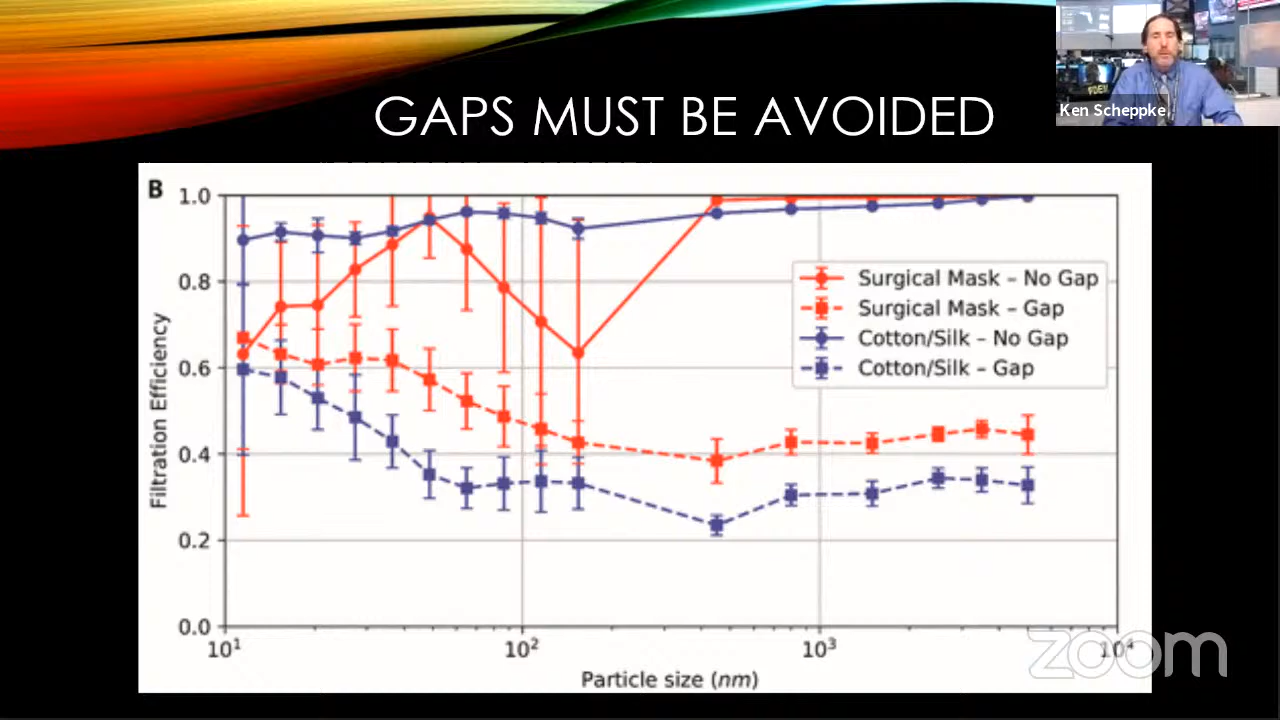 Ken Scheppke
GAPS MUST BE AVOIDED
B
1.0
0.8
0.6
0.4
0.2
0.0
Filtration Efficiency
Surgical Mask – No Gap
Surgical Mask – Gap
Cotton/Silk – No Gap
Cotton/Silk – Gap
10¹
10²
10³
10⁴
Particle size (nm)
zoom